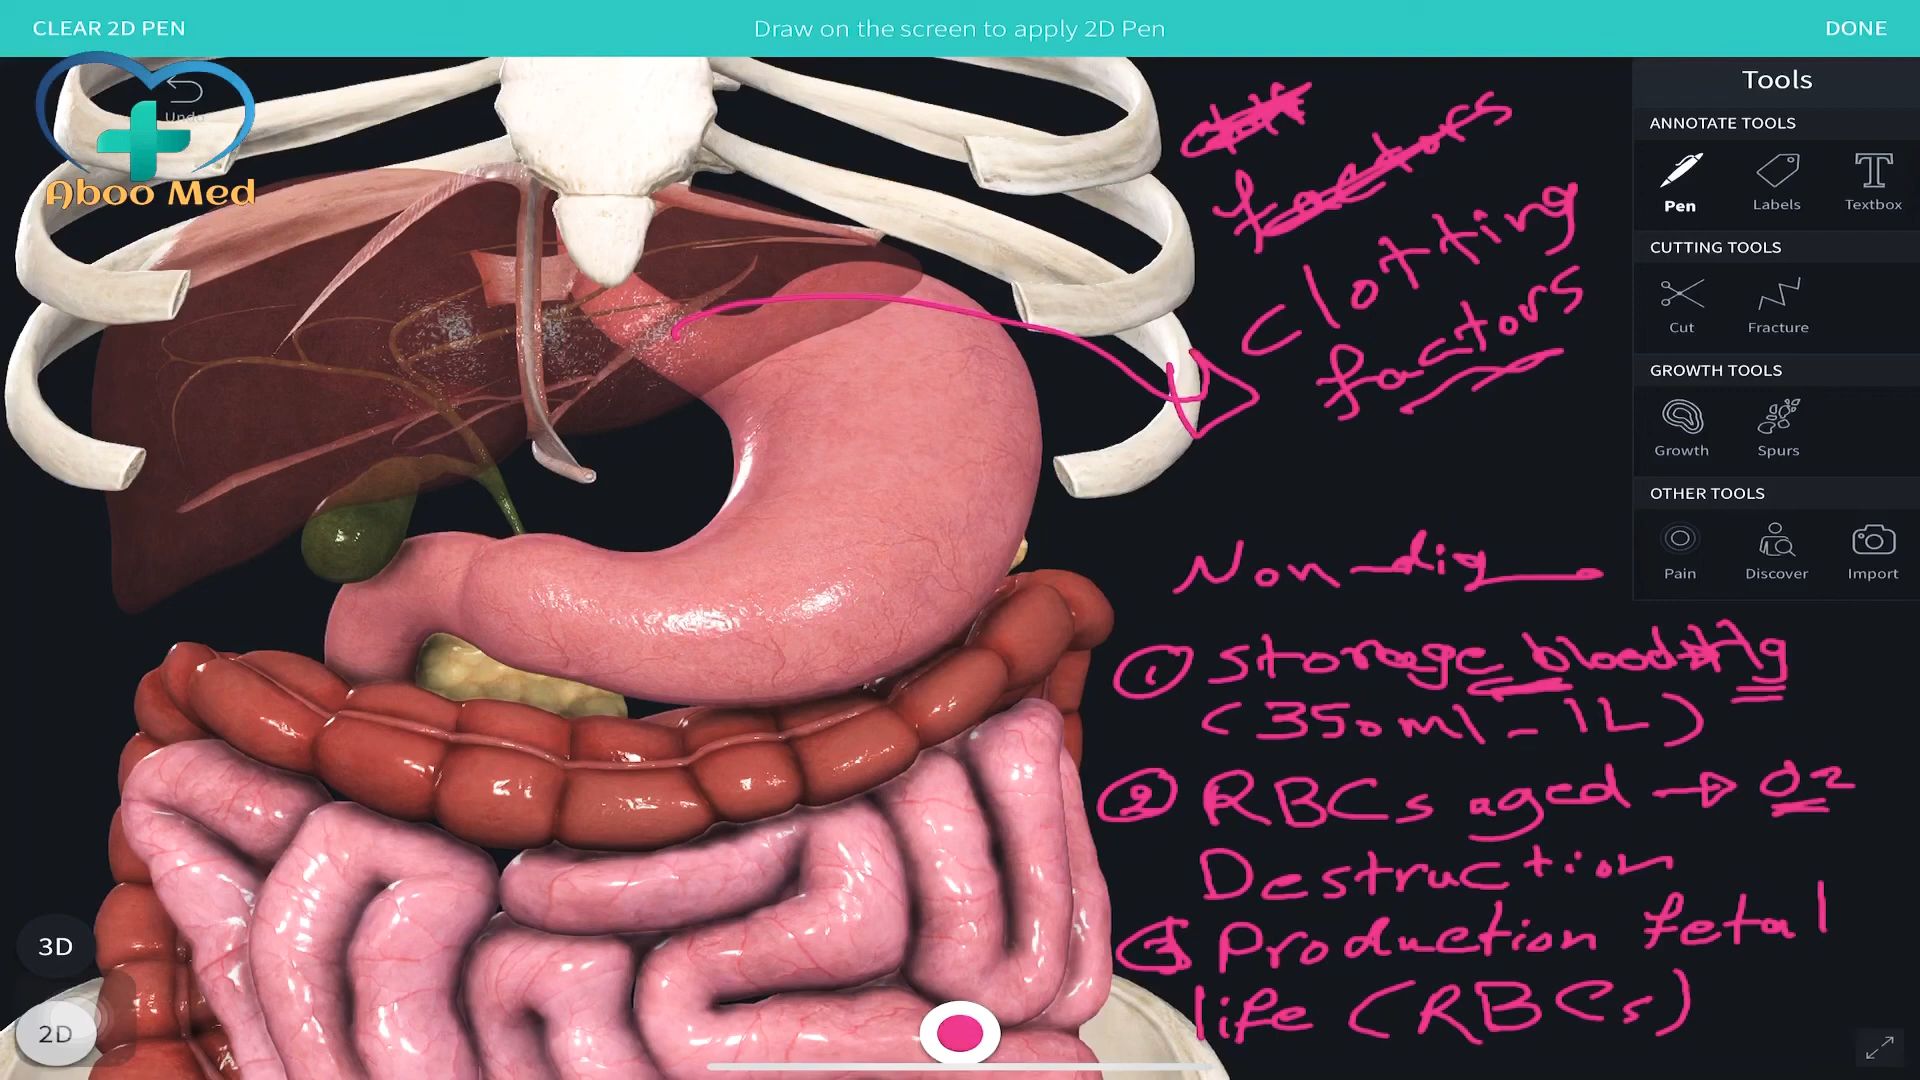 CLEAR 2D PEN
Draw on the screen to apply 2D Pen
DONE
Undo
Aboo Med
Tools
ANNOTATE TOOLS
Pen
Labels
Textbox
CUTTING TOOLS
Cut
Fracture
GROWTH TOOLS
Growth
Spurs
OTHER TOOLS
Pain
Discover
Import
factors
Clotting
factors
Non-dig
① Storage blood
(350ml - 1L)
② RBCs aged → O2
Destruction
③ Production fetal
life (RBCs)
3D
2D